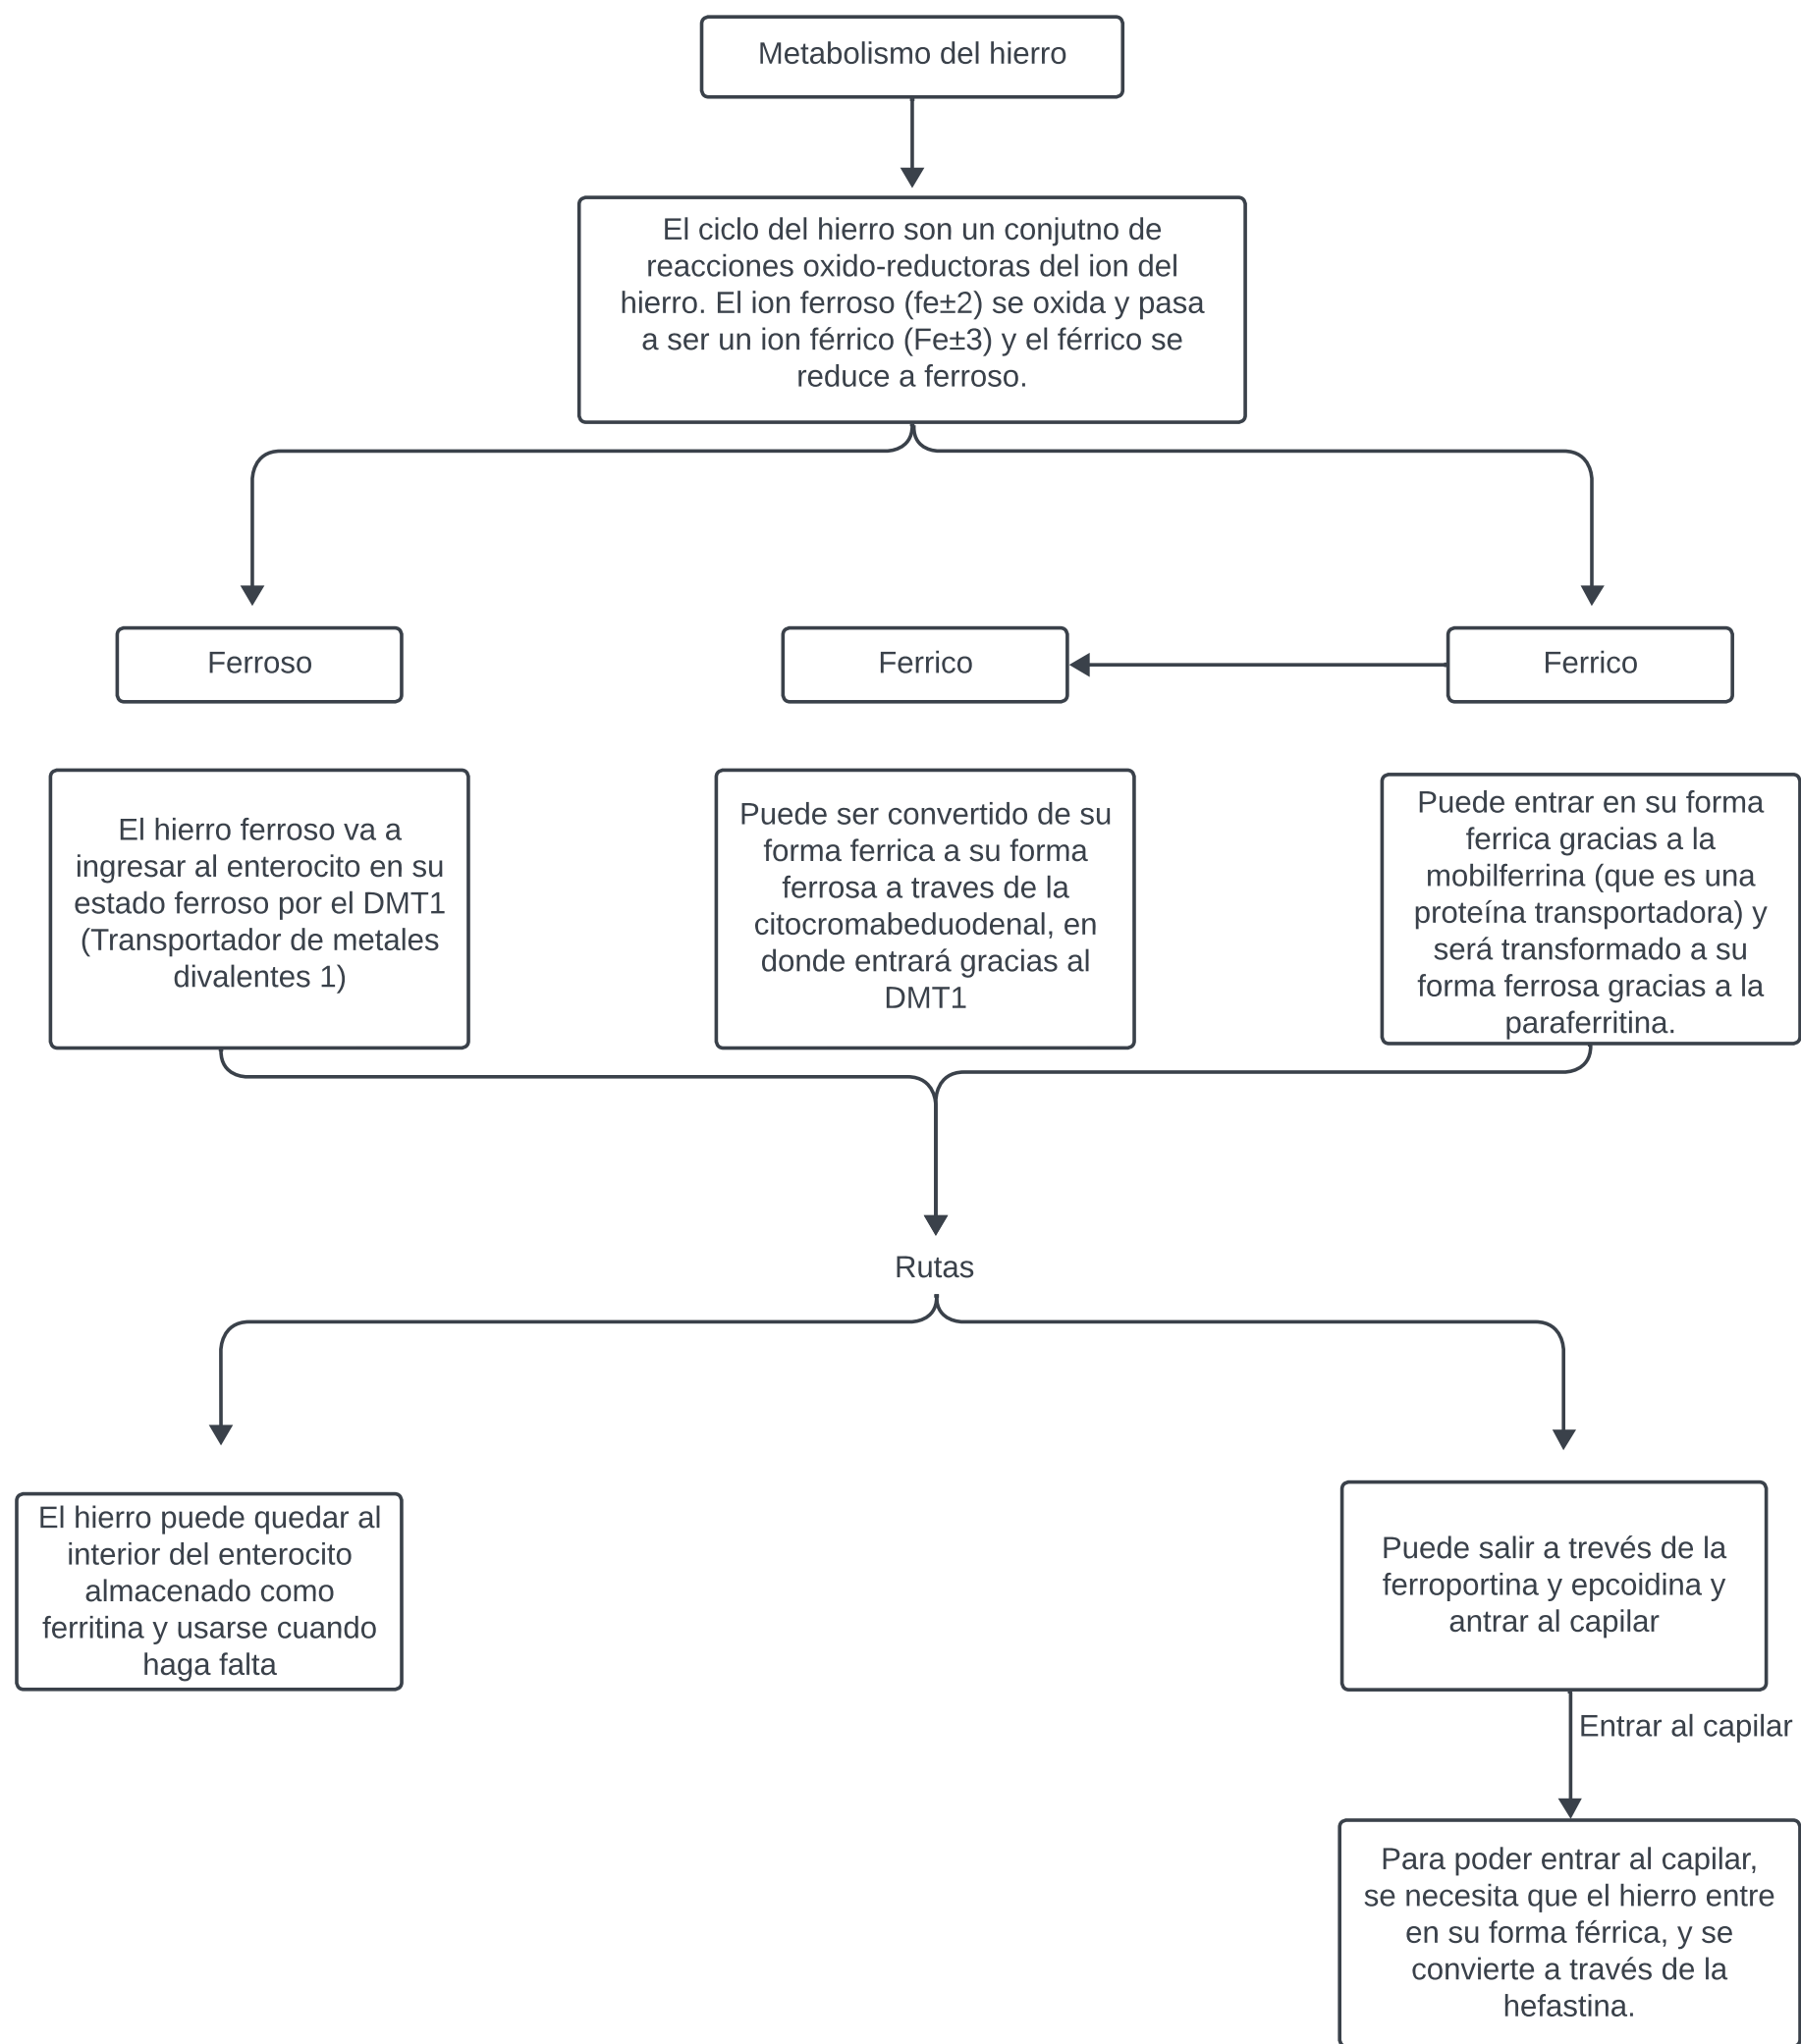 Metabolismo del hierro
El ciclo del hierro son un conjutno de
reacciones oxido-reductoras del ion del
hierro. El ion ferroso (fe±2) se oxida y pasa
a ser un ion férrico (Fe±3) y el férrico se
reduce a ferroso.
Ferroso
Ferrico
Ferrico
El hierro ferroso va a
ingresar al enterocito en su
estado ferroso por el DMT1
(Transportador de metales
divalentes 1)
Puede ser convertido de su
forma ferrica a su forma
ferrosa a traves de la
citocromabeduodenal, en
donde entrará gracias al
DMT1
Puede entrar en su forma
ferrica gracias a la
mobilferrina (que es una
proteína transportadora) y
será transformado a su
forma ferrosa gracias a la
paraferritina.
Rutas
El hierro puede quedar al
interior del enterocito
almacenado como
ferritina y usarse cuando
haga falta
Puede salir a trevés de la
ferroportina y epcoidina y
antrar al capilar
Entrar al capilar
Para poder entrar al capilar,
se necesita que el hierro entre
en su forma férrica, y se
convierte a través de la
hefastina.